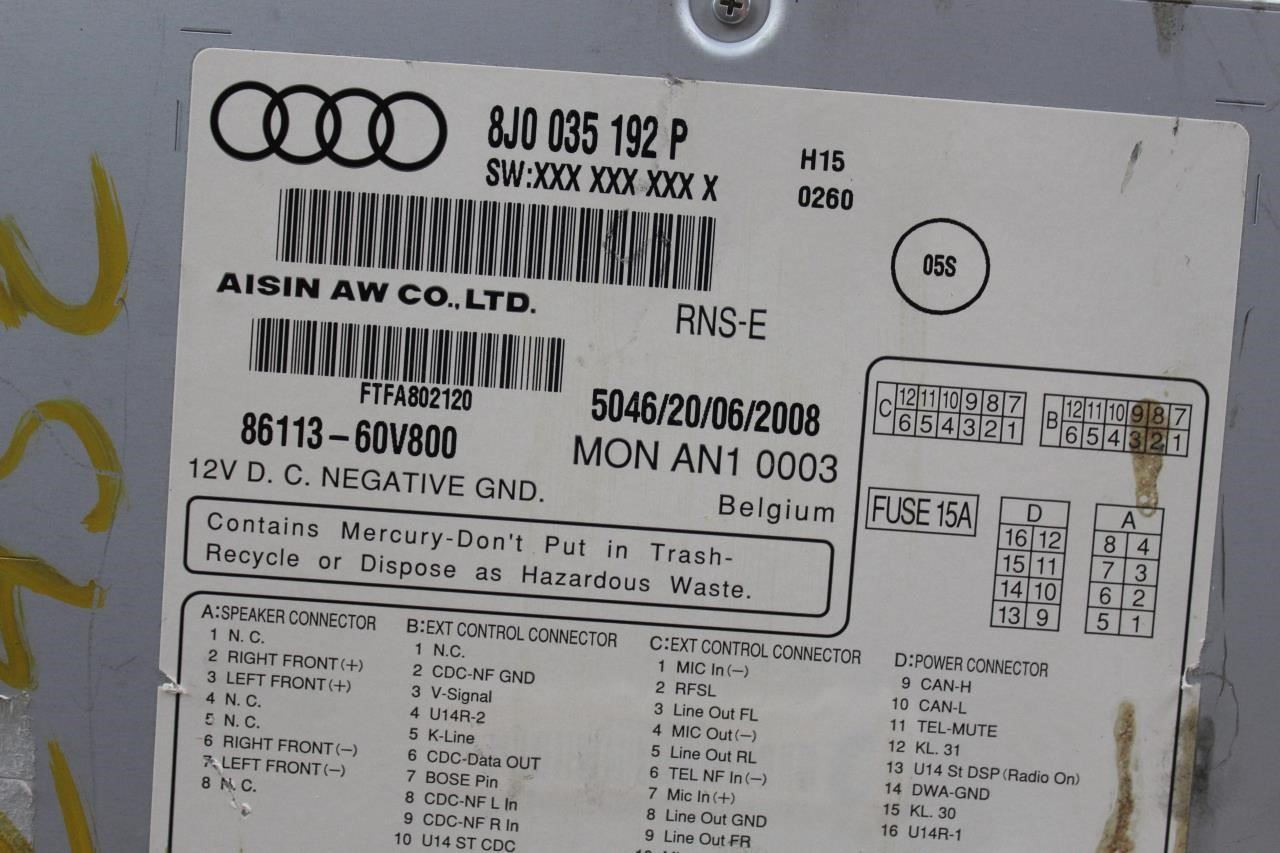 8J0 035 192 P
SW:XXX XXX XXX X
H15
0260
05S
AISIN AW CO.,LTD.
RNS-E
FTFA802120
5046/20/06/2008
86113-60V800
MON AN1 0003
12V D. C. NEGATIVE GND.
Belgium
Contains Mercury-Don't Put in Trash-
Recycle or Dispose as Hazardous Waste.
C 12 11 10 9 8 7
6 5 4 3 2 1
B 12 11 10 9 8 7
6 5 4 3 2 1
FUSE 15A
D
16 12
15 11
14 10
13 9
A
8 4
7 3
6 2
5 1
A:SPEAKER CONNECTOR
1 N. C.
2 RIGHT FRONT(+)
3 LEFT FRONT(+)
4 N. C.
5 N. C.
6 RIGHT FRONT(-)
7 LEFT FRONT(-)
8 N. C.
B:EXT CONTROL CONNECTOR
1 N.C.
2 CDC-NF GND
3 V-Signal
4 U14R-2
5 K-Line
6 CDC-Data OUT
7 BOSE Pin
8 CDC-NF L In
9 CDC-NF R In
10 U14 ST CDC
C:EXT CONTROL CONNECTOR
1 MIC In(-)
2 RFSL
3 Line Out FL
4 MIC Out(-)
5 Line Out RL
6 TEL NF In(-)
7 Mic In(+)
8 Line Out GND
9 Line Out FR
D:POWER CONNECTOR
9 CAN-H
10 CAN-L
11 TEL-MUTE
12 KL. 31
13 U14 St DSP(Radio On)
14 DWA-GND
15 KL. 30
16 U14R-1